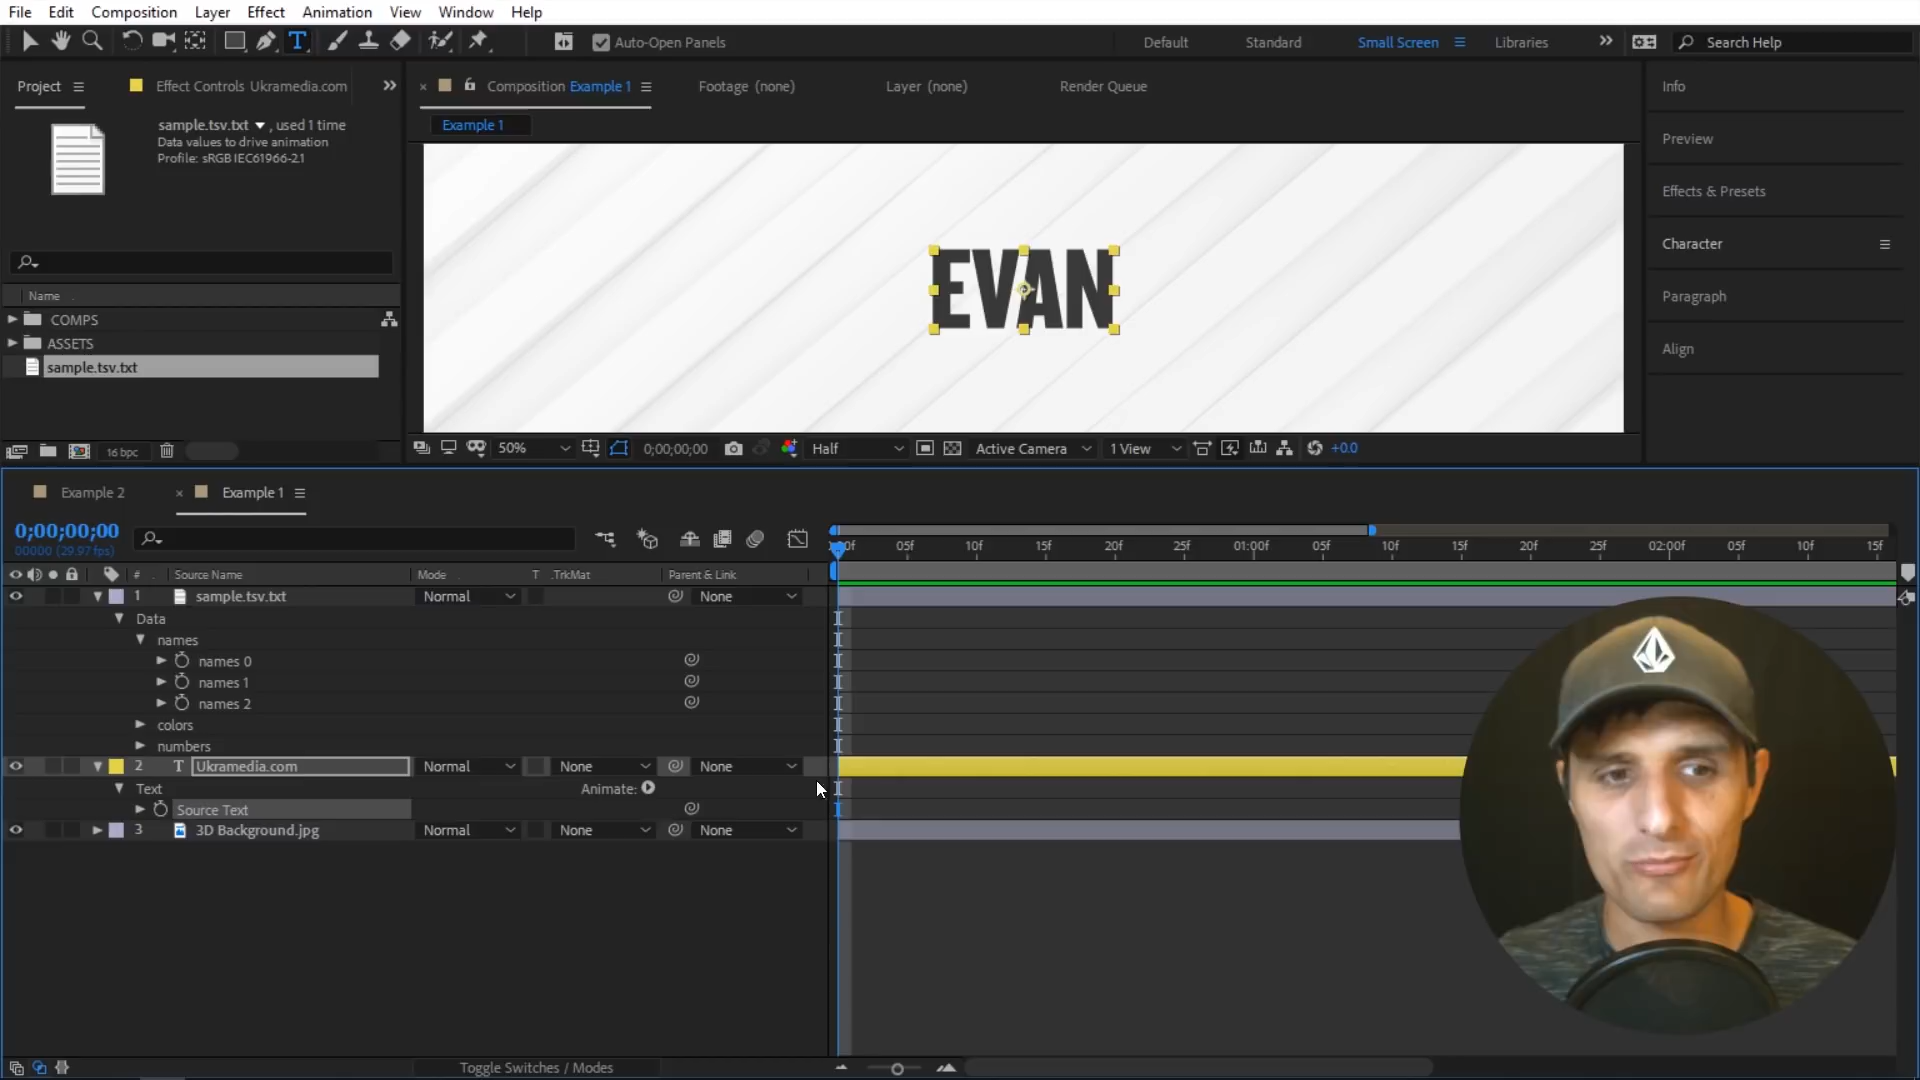 File Edit Composition Layer Effect Animation View Window Help
T Auto-Open Panels Default Standard Small Screen Libraries Search Help
Project Effect Controls Ukramedia.com Composition Example 1 Footage (none) Layer (none) Render Queue
Example 1
sample.tsv.txt , used 1 time
Data values to drive animation
Profile: sRGB IEC61966-2.1
EVAN
Info
Preview
Effects & Presets
Character
Paragraph
Align
Name
COMPS
ASSETS
sample.tsv.txt
16 bpc
50% 0;00;00;00 Half Active Camera 1 View +0.0
Example 2 Example 1
0;00;00;00
00000 (29.97 fps)
05f 10f 15f 20f 25f 01:00f 05f 10f 15f 20f 25f 02:00f 05f 10f 15f
# Source Name Mode T .TrkMat Parent & Link
1 sample.tsv.txt Normal None
Data
names
names 0
names 1
names 2
colors
numbers
2 T Ukramedia.com Normal None None
Text Animate:
Source Text
3 3D Background.jpg Normal None None
Toggle Switches / Modes